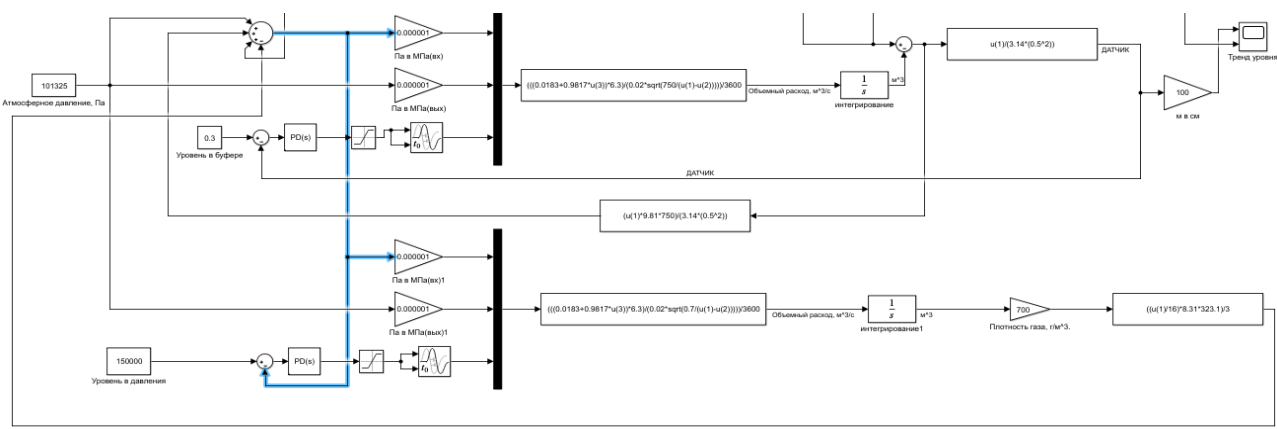 0.000001
Па в МПа(вх)
u(1)/(3.14*(0.5^2))
ДАТЧИК
Тренд уровня
101325
Атмосферное давление, Па
0.000001
Па в МПа(вых)
(((0.0183+0.9817*u(3))*6.3)/(0.02*sqrt(750/(u(1)-u(2)))))/3600
Объемный расход, м^3/с
1
s
интегрирование
м^3
100
м в см
0.3
Уровень в буфере
PD(s)
t0
ДАТЧИК
(u(1)*9.81*750)/(3.14*(0.5^2))
0.000001
Па в МПа(вх)1
0.000001
Па в МПа(вых)1
(((0.0183+0.9817*u(3))*6.3)/(0.02*sqrt(0.7/(u(1)-u(2)))))/3600
Объемный расход, м^3/с
1
s
интегрирование1
м^3
700
Плотность газа, г/м^3.
((u(1)/16)*8.31*323.1)/3
150000
Уровень в давления
PD(s)
t0